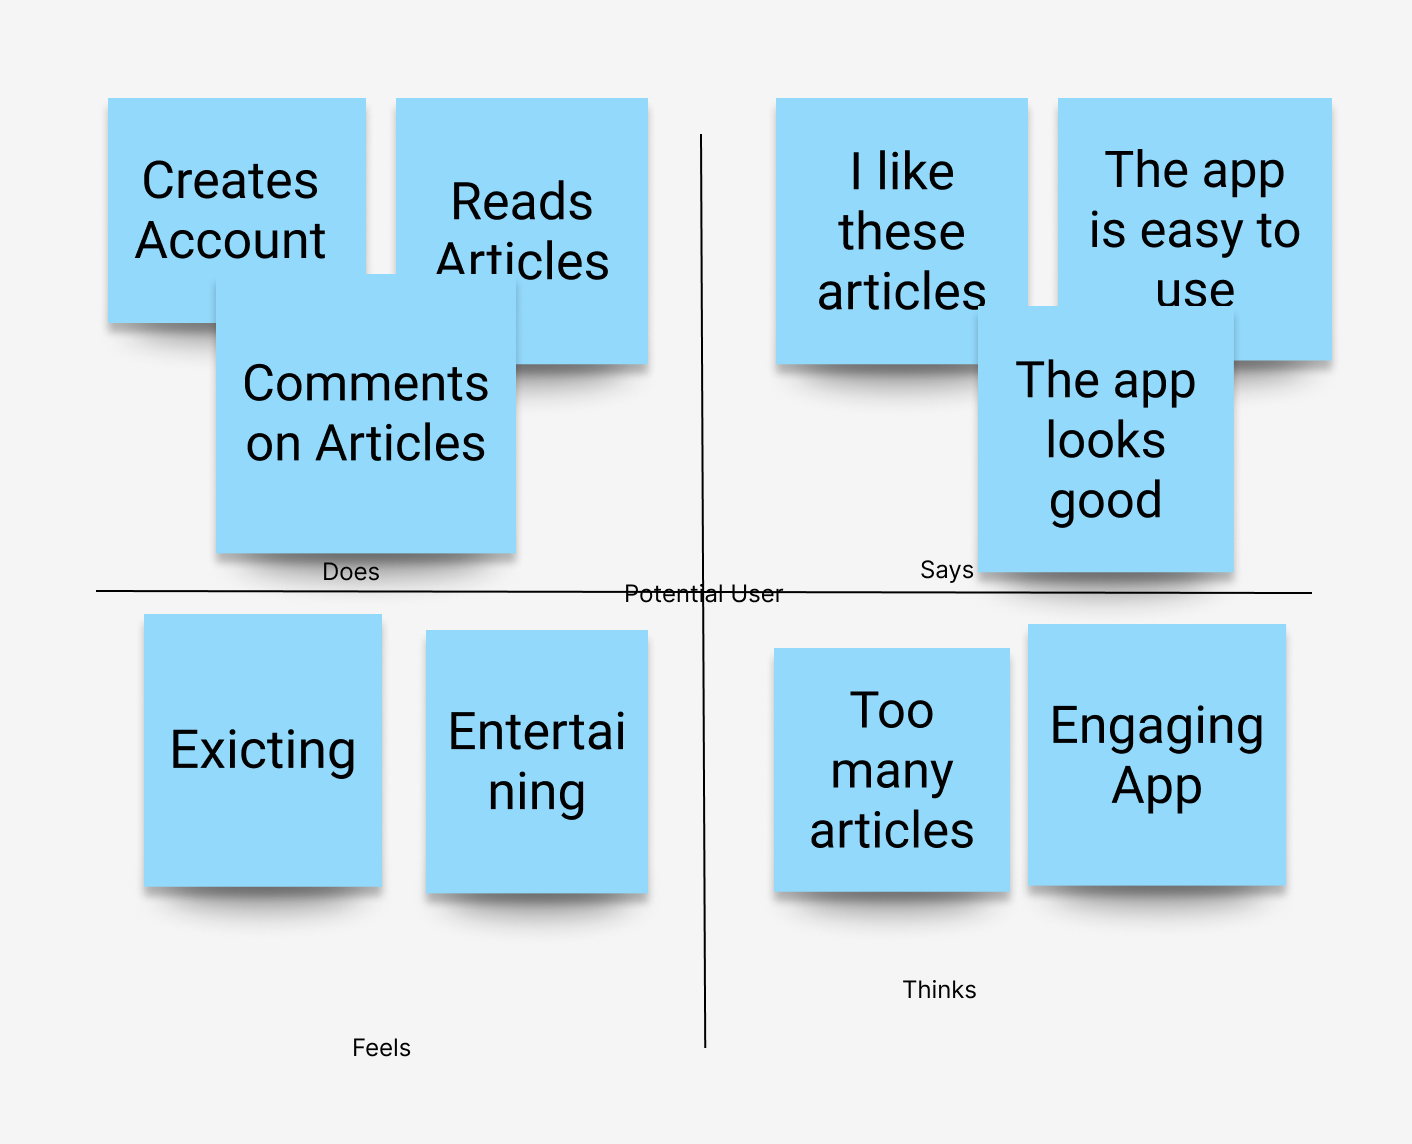 Creates
Account
Reads
Articles
Comments
on Articles
Does
I like
these
articles
The app
is easy to
use
The app
looks
good
Says
Potential User
Exicting
Entertai
ning
Feels
Too
many
articles
Engaging
App
Thinks